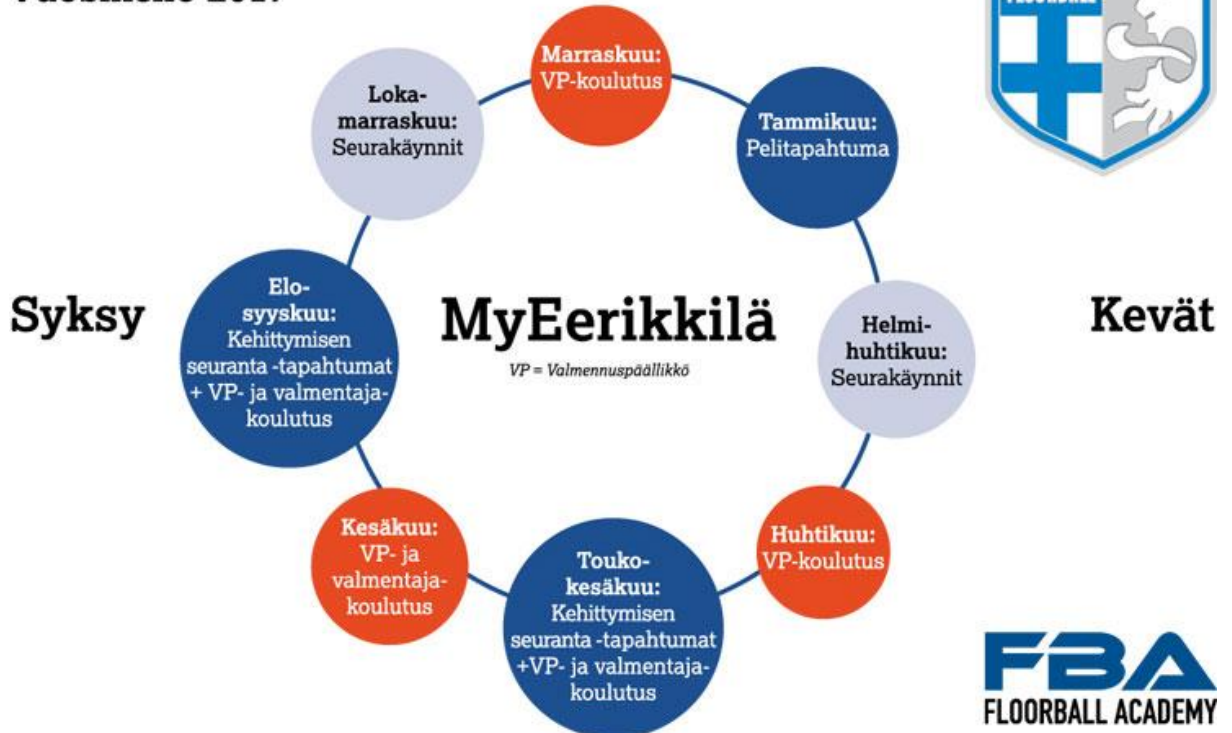 Marraskuu:
VP-koulutus
Tammikuu:
Pelitapahtuma
Helmi-
huhtikuu:
Seurakäynnit
Huhtikuu:
VP-koulutus
Touko-
kesäkuu:
Kehittymisen
seuranta -tapahtumat
+VP- ja valmentaja-
koulutus
Kesäkuu:
VP- ja
valmentaja-
koulutus
Elo-
syyskuu:
Kehittymisen
seuranta -tapahtumat
+ VP- ja valmentaja-
koulutus
Loka-
marraskuu:
Seurakäynnit
Syksy
MyEerikkilä
VP = Valmennuspäällikkö
Kevät
FBA
FLOORBALL ACADEMY